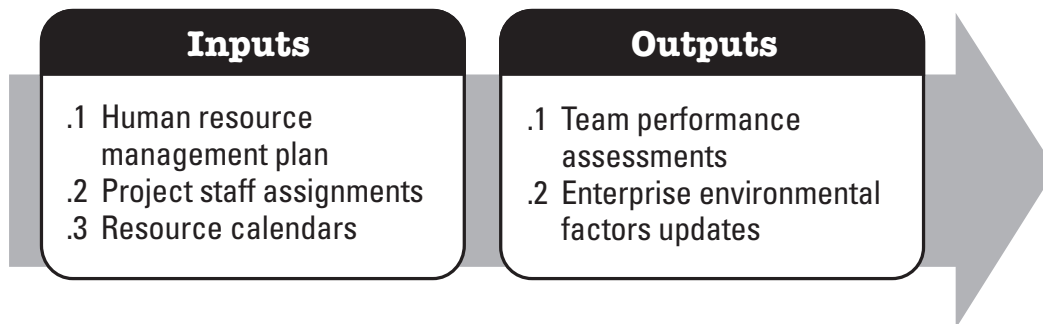 Inputs
.1 Human resource
management plan
.2 Project staff assignments
.3 Resource calendars
Outputs
.1 Team performance
assessments
.2 Enterprise environmental
factors updates